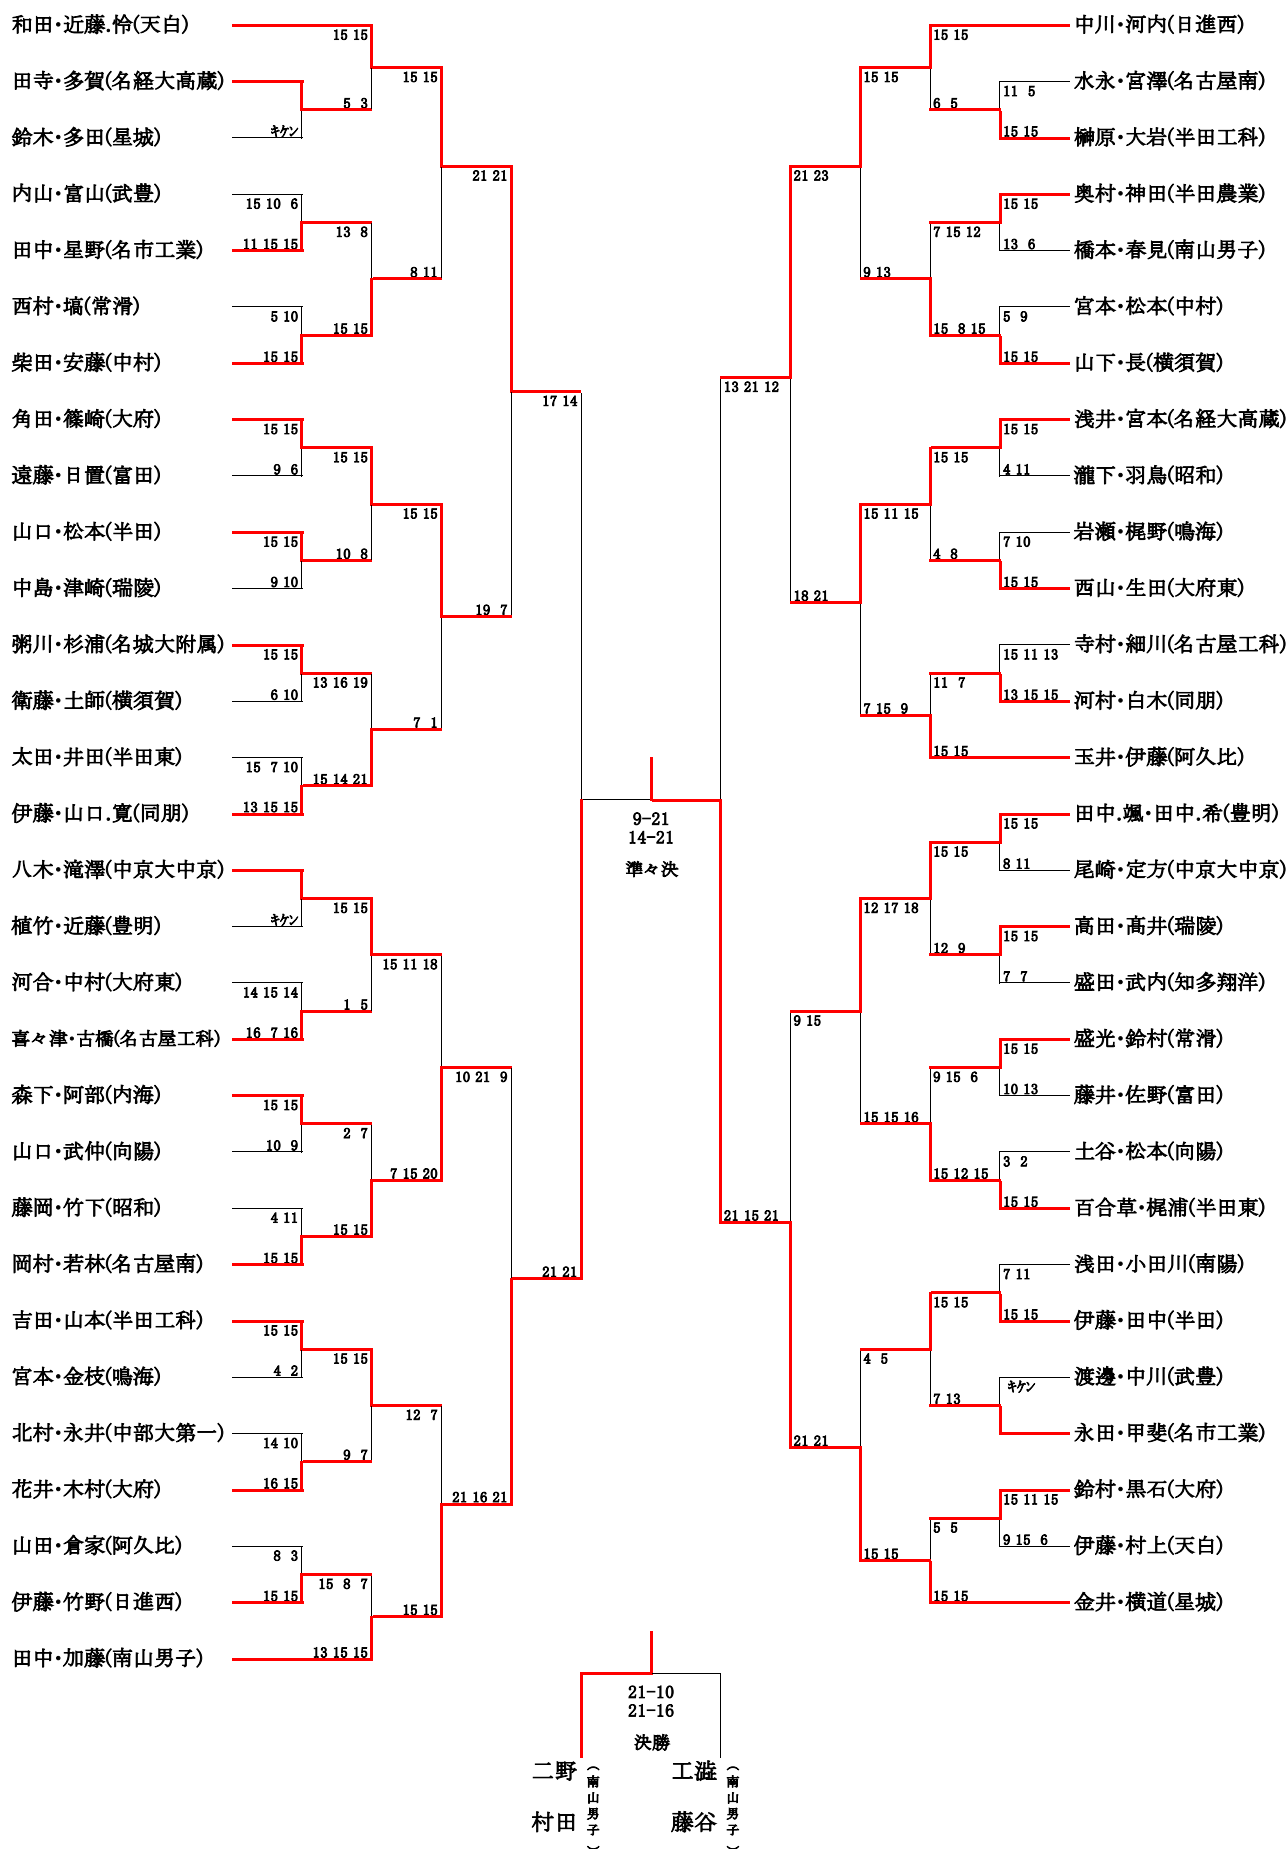 和田・近藤.怜(天白)
15 15
15 15
田寺・多賀(名経大高蔵)
5 3
鈴木・多田(星城)
キケン
21 21
内山・富山(武豊)
15 10 6
13 8
田中・星野(名市工業)
11 15 15
8 11
西村・塙(常滑)
5 10
15 15
柴田・安藤(中村)
15 15
17 14
角田・篠崎(大府)
15 15
15 15
遠藤・日置(富田)
9 6
15 15
山口・松本(半田)
15 15
10 8
中島・津崎(瑞陵)
9 10
19 7
粥川・杉浦(名城大附属)
15 15
13 16 19
衛藤・土師(横須賀)
6 10
7 1
太田・井田(半田東)
15 7 10
15 14 21
伊藤・山口.寛(同朋)
13 15 15
八木・滝澤(中京大中京)
15 15
植竹・近藤(豊明)
キケン
15 11 18
河合・中村(大府東)
14 15 14
1 5
喜々津・古橋(名古屋工科)
16 7 16
10 21 9
森下・阿部(内海)
15 15
2 7
山口・武仲(向陽)
10 9
7 15 20
藤岡・竹下(昭和)
4 11
15 15
岡村・若林(名古屋南)
15 15
21 21
吉田・山本(半田工科)
15 15
15 15
宮本・金枝(鳴海)
4 2
12 7
北村・永井(中部大第一)
14 10
9 7
花井・木村(大府)
16 15
21 16 21
山田・倉家(阿久比)
8 3
15 8 7
伊藤・竹野(日進西)
15 15
15 15
田中・加藤(南山男子)
13 15 15
9-21
14-21
準々決
中川・河内(日進西)
15 15
15 15
水永・宮澤(名古屋南)
11 5
6 5
榊原・大岩(半田工科)
15 15
21 23
奥村・神田(半田農業)
15 15
7 15 12
橋本・春見(南山男子)
13 6
9 13
宮本・松本(中村)
5 9
15 8 15
山下・長(横須賀)
15 15
13 21 12
浅井・宮本(名経大高蔵)
15 15
15 15
瀧下・羽鳥(昭和)
4 11
15 11 15
岩瀬・梶野(鳴海)
7 10
4 8
西山・生田(大府東)
15 15
18 21
寺村・細川(名古屋工科)
15 11 13
11 7
河村・白木(同朋)
13 15 15
7 15 9
玉井・伊藤(阿久比)
15 15
田中.颯・田中.希(豊明)
15 15
15 15
尾崎・定方(中京大中京)
8 11
12 17 18
高田・髙井(瑞陵)
15 15
12 9
盛田・武内(知多翔洋)
7 7
9 15
盛光・鈴村(常滑)
15 15
9 15 6
藤井・佐野(富田)
10 13
15 15 16
土谷・松本(向陽)
3 2
15 12 15
百合草・梶浦(半田東)
15 15
21 15 21
浅田・小田川(南陽)
7 11
15 15
伊藤・田中(半田)
15 15
4 5
渡邊・中川(武豊)
キケン
7 13
永田・甲斐(名市工業)
21 21
鈴村・黒石(大府)
15 11 15
5 5
伊藤・村上(天白)
9 15 6
15 15
金井・横道(星城)
15 15
21-10
21-16
決勝
二野
村田
(南山男子)
工澁
藤谷
(南山男子)